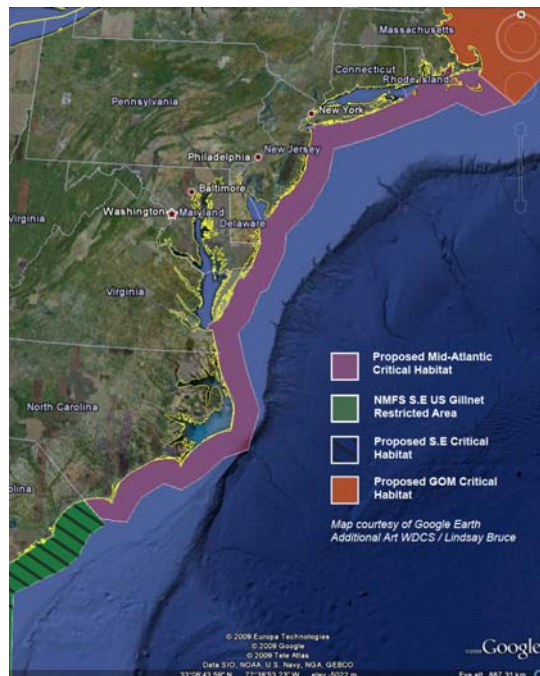 Massachusetts
Connecticut
Rhode Island
Pennsylvania
New York
Philadelphia
New Jersey
Baltimore
Washington
Maryland
Delaware
Virginia
Virginia
North Carolina
olina
Proposed Mid-Atlantic
Critical Habitat
NMFS S.E US Gillnet
Restricted Area
Proposed S.E Critical
Habitat
Proposed GOM Critical
Habitat
Map courtesy of Google Earth
Additional Art WDCS / Lindsay Bruce
© 2009 Europa Technologies
© 2009 Google
© 2009 Tele Atlas
Data SIO, NOAA, U.S. Navy, NGA, GEBCO
©2009 Google